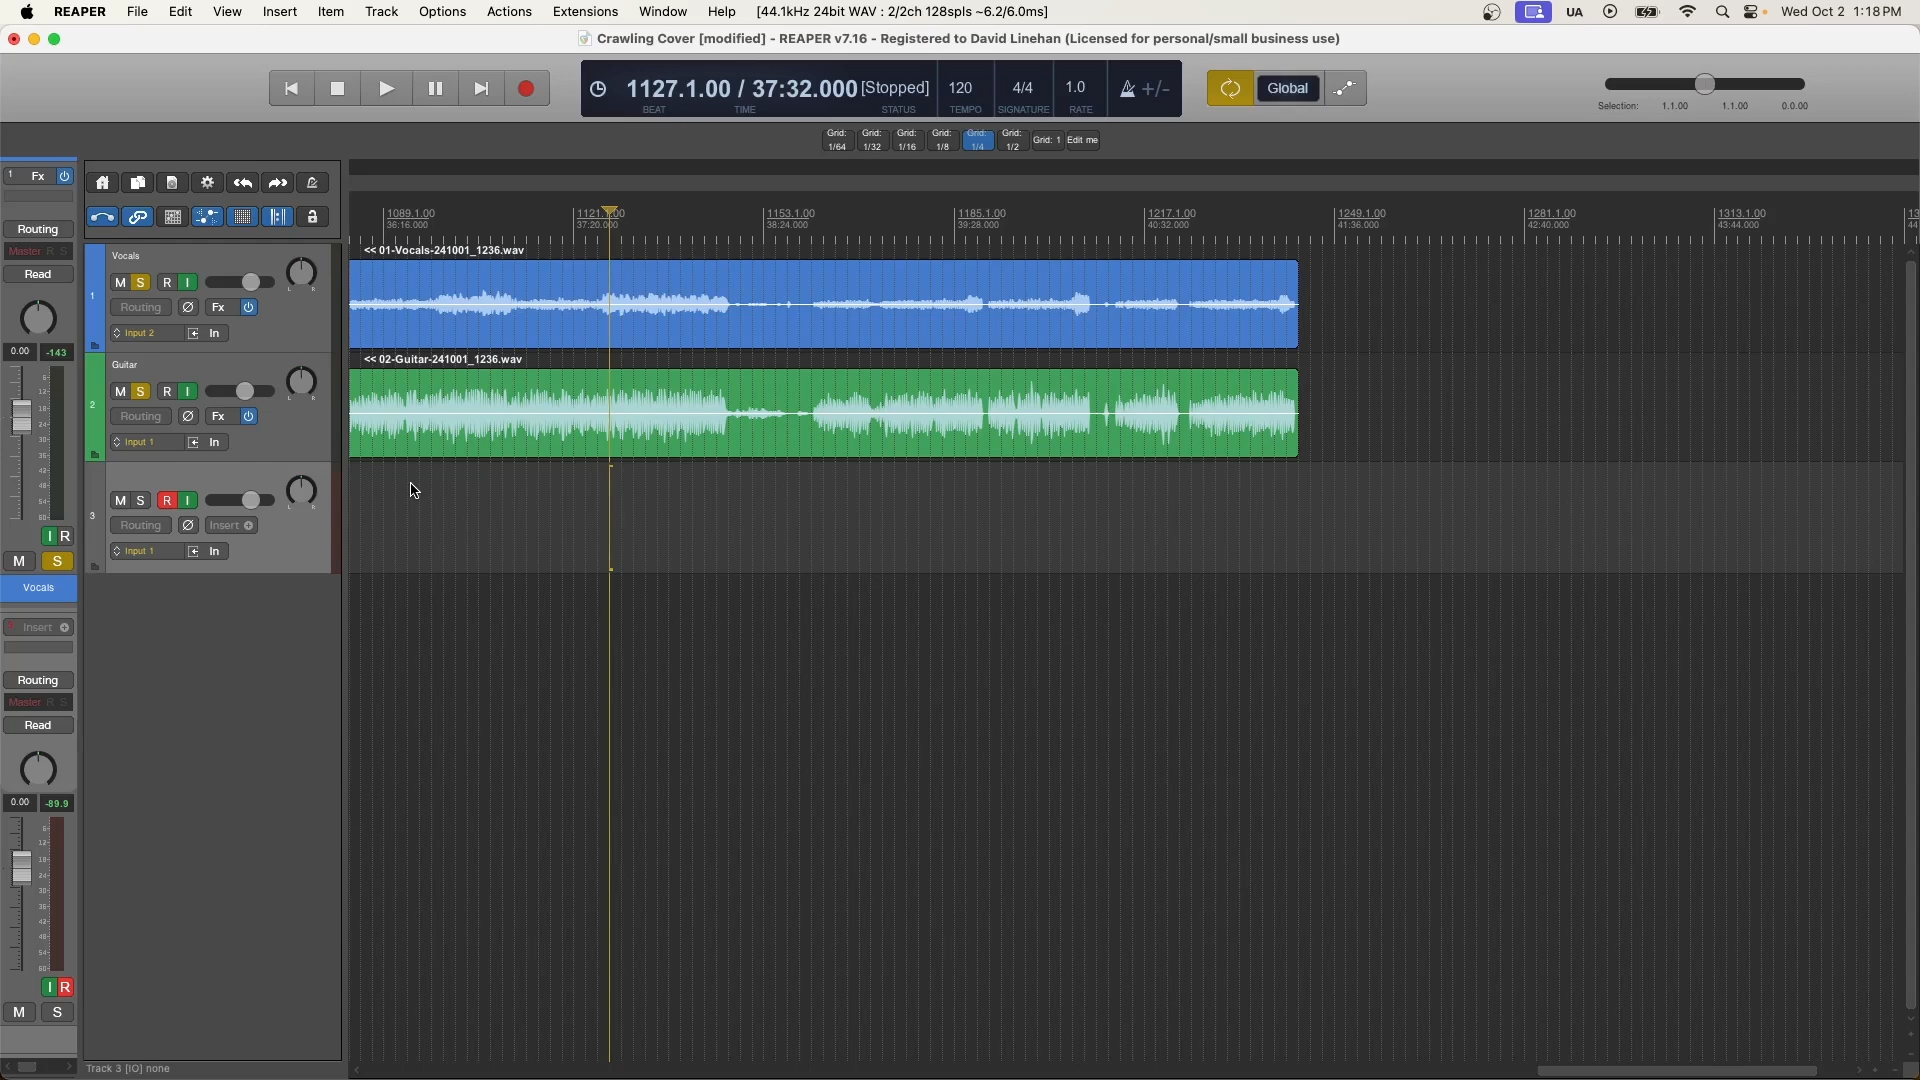 REAPER File Edit View Insert Item Track Options Actions Extensions Window Help [44.1kHz 24bit WAV : 2/2ch 128spls ~6.2/6.0ms] UA Wed Oct 2 1:18 PM
Crawling Cover [modified] - REAPER v7.16 - Registered to David Linehan (Licensed for personal/small business use)
1127.1.00 / 37:32.000 [Stopped] 120 4/4 1.0 +/- Global
BEAT TIME STATUS TEMPO SIGNATURE RATE
Selection: 1.1.00 1.1.00 0.0.00
Grid: 1/64 Grid: 1/32 Grid: 1/16 Grid: 1/8 Grid: 1/4 Grid: 1/2 Grid: 1 Edit me
1 Fx
Routing
Master R S
Read
0.00 -143
I R
M S
Vocals
Insert
Routing
Master R S
Read
0.00 -89.9
I R
M S
1089.1.00 1121.1.00 1153.1.00 1185.1.00 1217.1.00 1249.1.00 1281.1.00 1313.1.00
36:16.000 37:20.000 38:24.000 39:28.000 40:32.000 41:36.000 42:40.000 43:44.000
<< 01-Vocals-241001_1236.wav
Vocals
1 M S R I L R
Routing Ø Fx
Input 2 In
<< 02-Guitar-241001_1236.wav
Guitar
2 M S R I L R
Routing Ø Fx
Input 1 In
3 M S R I L R
Routing Ø Insert
Input 1 In
Track 3 [IO] none